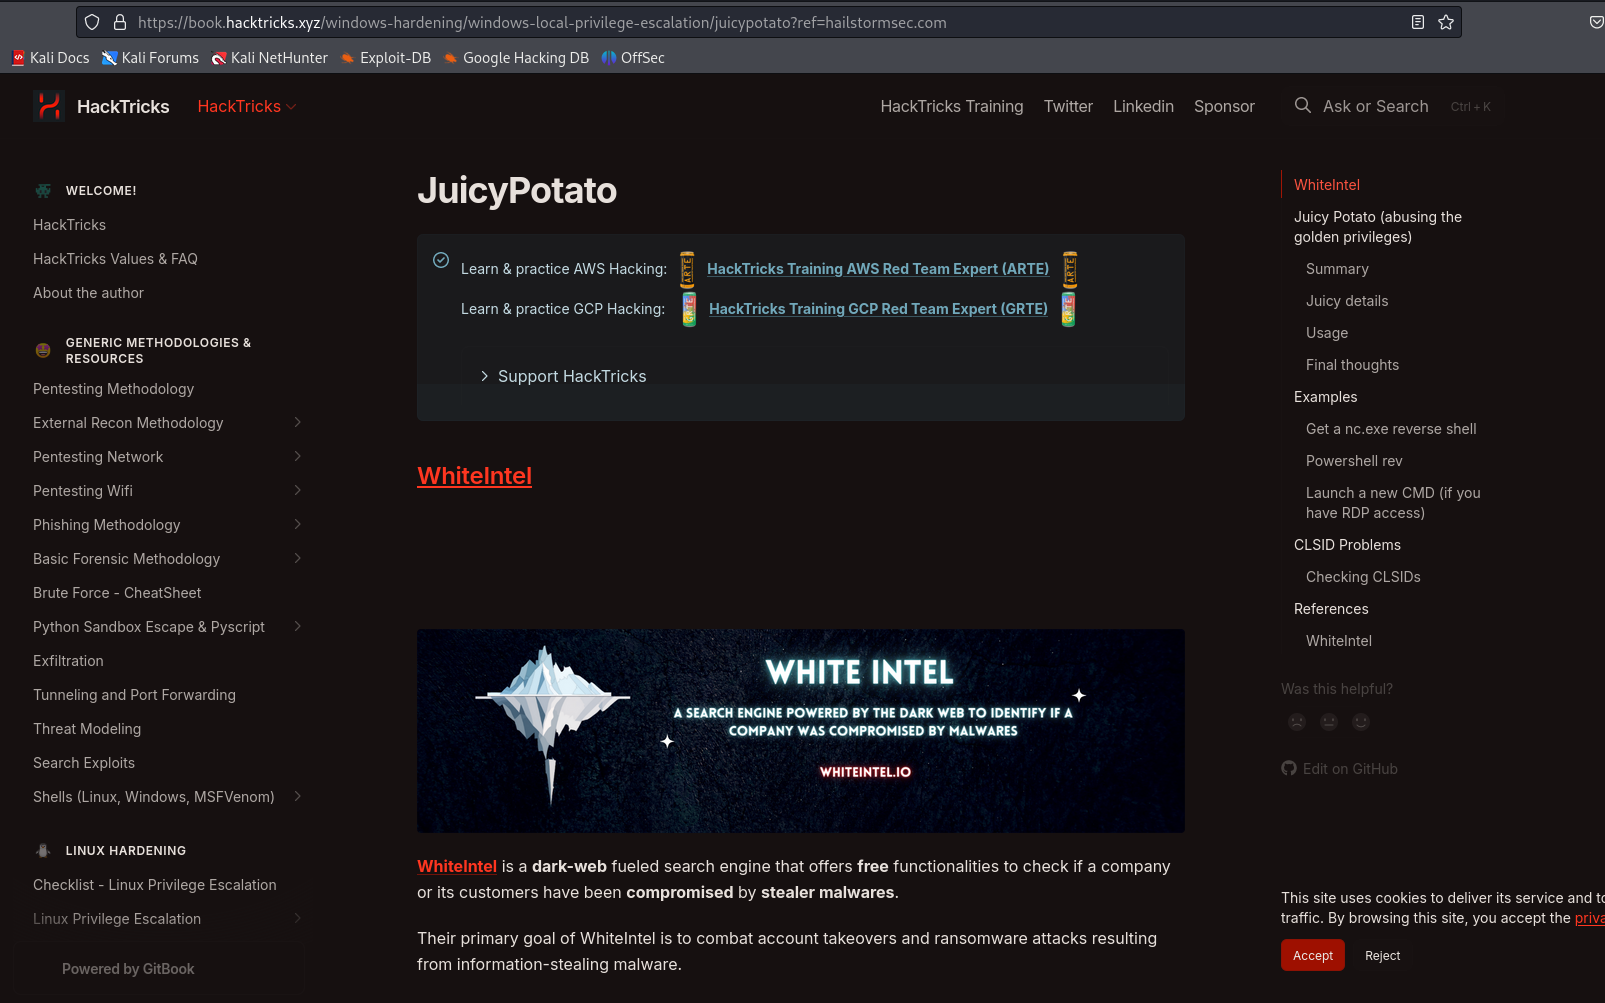 https://book.hacktricks.xyz/windows-hardening/windows-local-privilege-escalation/juicypotato?ref=hailstormsec.com
Kali Docs Kali Forums Kali NetHunter Exploit-DB Google Hacking DB OffSec
HackTricks HackTricks HackTricks Training Twitter Linkedin Sponsor Ask or Search Ctrl + K
WELCOME!
HackTricks
HackTricks Values & FAQ
About the author
GENERIC METHODOLOGIES &
RESOURCES
Pentesting Methodology
External Recon Methodology
Pentesting Network
Pentesting Wifi
Phishing Methodology
Basic Forensic Methodology
Brute Force - CheatSheet
Python Sandbox Escape & Pyscript
Exfiltration
Tunneling and Port Forwarding
Threat Modeling
Search Exploits
Shells (Linux, Windows, MSFVenom)
LINUX HARDENING
Checklist - Linux Privilege Escalation
Linux Privilege Escalation
Powered by GitBook
JuicyPotato
Learn & practice AWS Hacking: ARTE HackTricks Training AWS Red Team Expert (ARTE) ARTE
Learn & practice GCP Hacking: GRTE HackTricks Training GCP Red Team Expert (GRTE) GRTE
Support HackTricks
WhiteIntel
WHITE INTEL
A SEARCH ENGINE POWERED BY THE DARK WEB TO IDENTIFY IF A
COMPANY WAS COMPROMISED BY MALWARES
WHITEINTEL.IO
WhiteIntel is a dark-web fueled search engine that offers free functionalities to check if a company
or its customers have been compromised by stealer malwares.
Their primary goal of WhiteIntel is to combat account takeovers and ransomware attacks resulting
from information-stealing malware.
WhiteIntel
Juicy Potato (abusing the
golden privileges)
Summary
Juicy details
Usage
Final thoughts
Examples
Get a nc.exe reverse shell
Powershell rev
Launch a new CMD (if you
have RDP access)
CLSID Problems
Checking CLSIDs
References
WhiteIntel
Was this helpful?
Edit on GitHub
This site uses cookies to deliver its service and to
traffic. By browsing this site, you accept the priva
Accept Reject